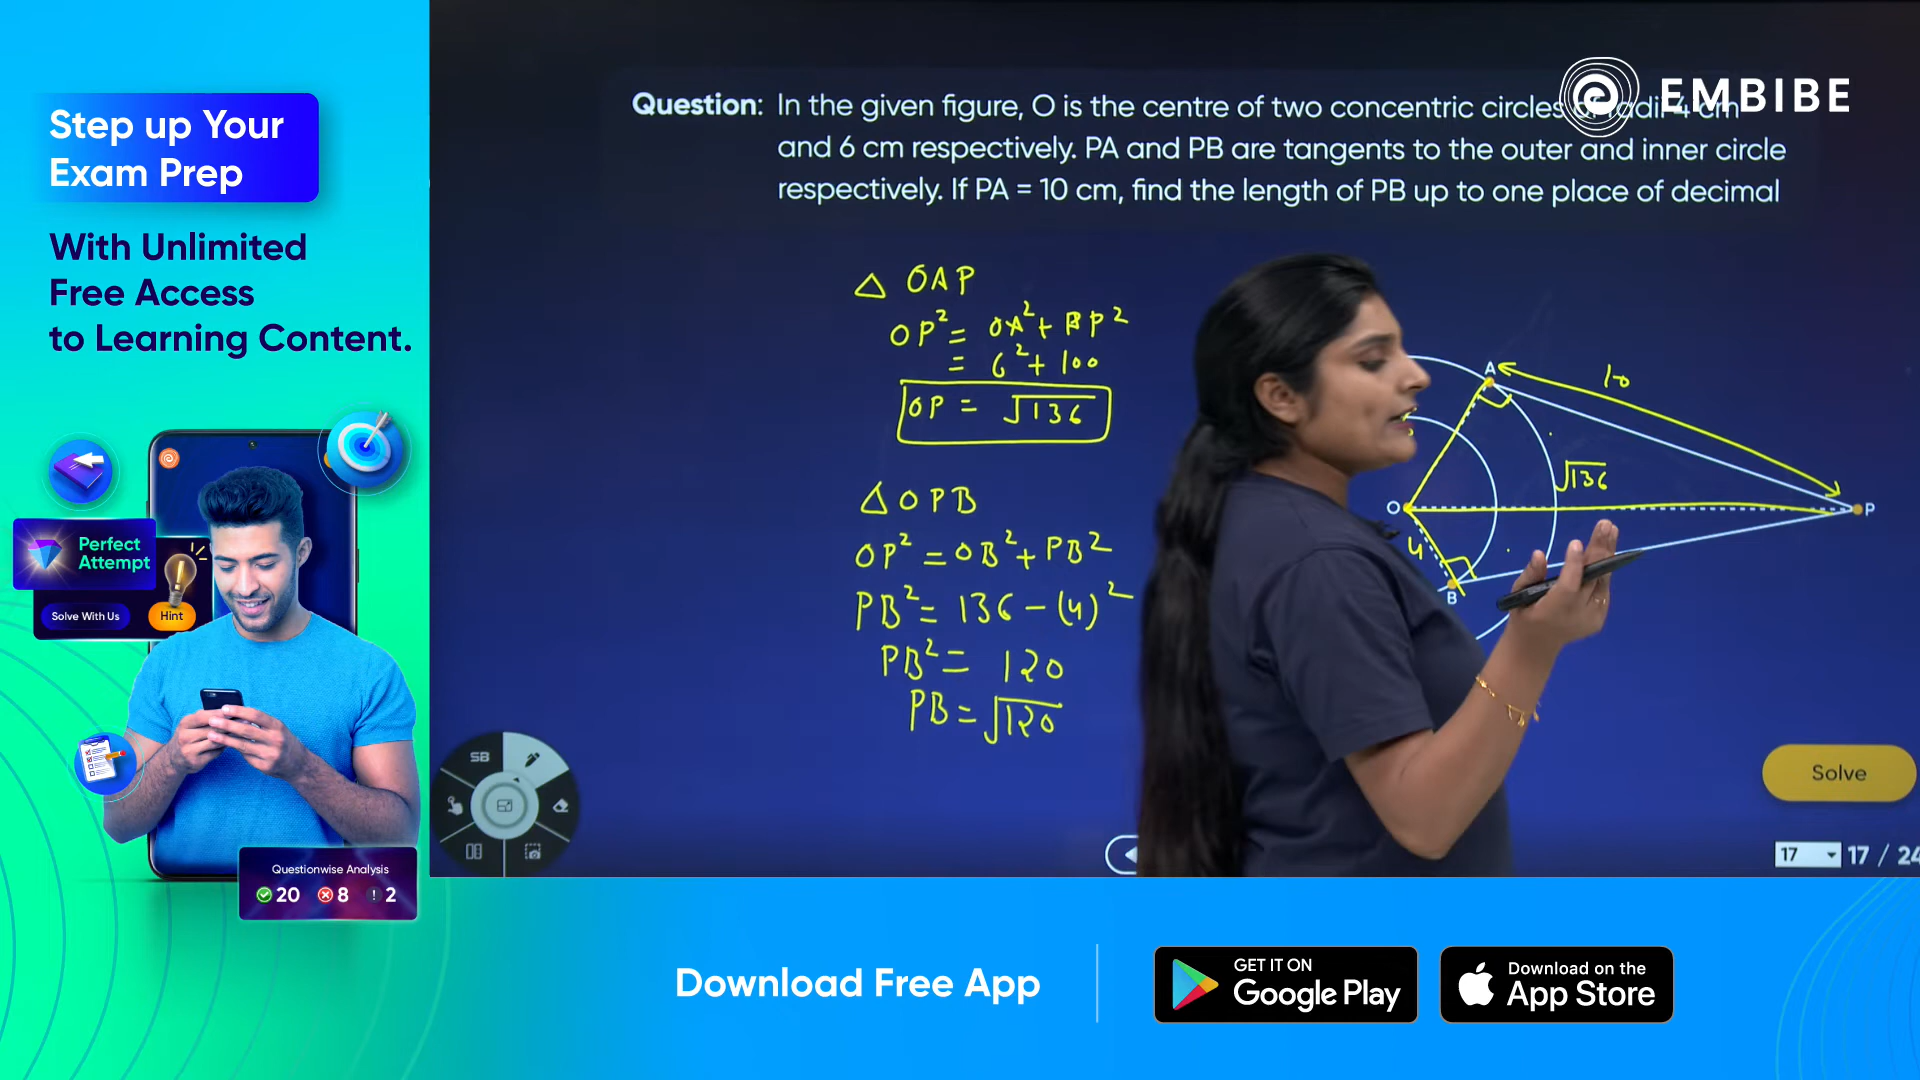 Step up Your
Exam Prep
With Unlimited
Free Access
to Learning Content.
Perfect
Attempt
Solve With Us
Hint
Questionwise Analysis
20 8 2
EMBIBE
Question: In the given figure, O is the centre of two concentric circles of radii 4 cm
and 6 cm respectively. PA and PB are tangents to the outer and inner circle
respectively. If PA = 10 cm, find the length of PB up to one place of decimal
△ OAP
OP² = OA² + AP²
= 6² + 100
OP = √136
△ OPB
OP² = OB² + PB²
PB² = 136 - (4)²
PB² = 120
PB = √120
A
10
√136
O
P
4
B
SB
Solve
17
17 / 24
Download Free App
GET IT ON
Google Play
Download on the
App Store